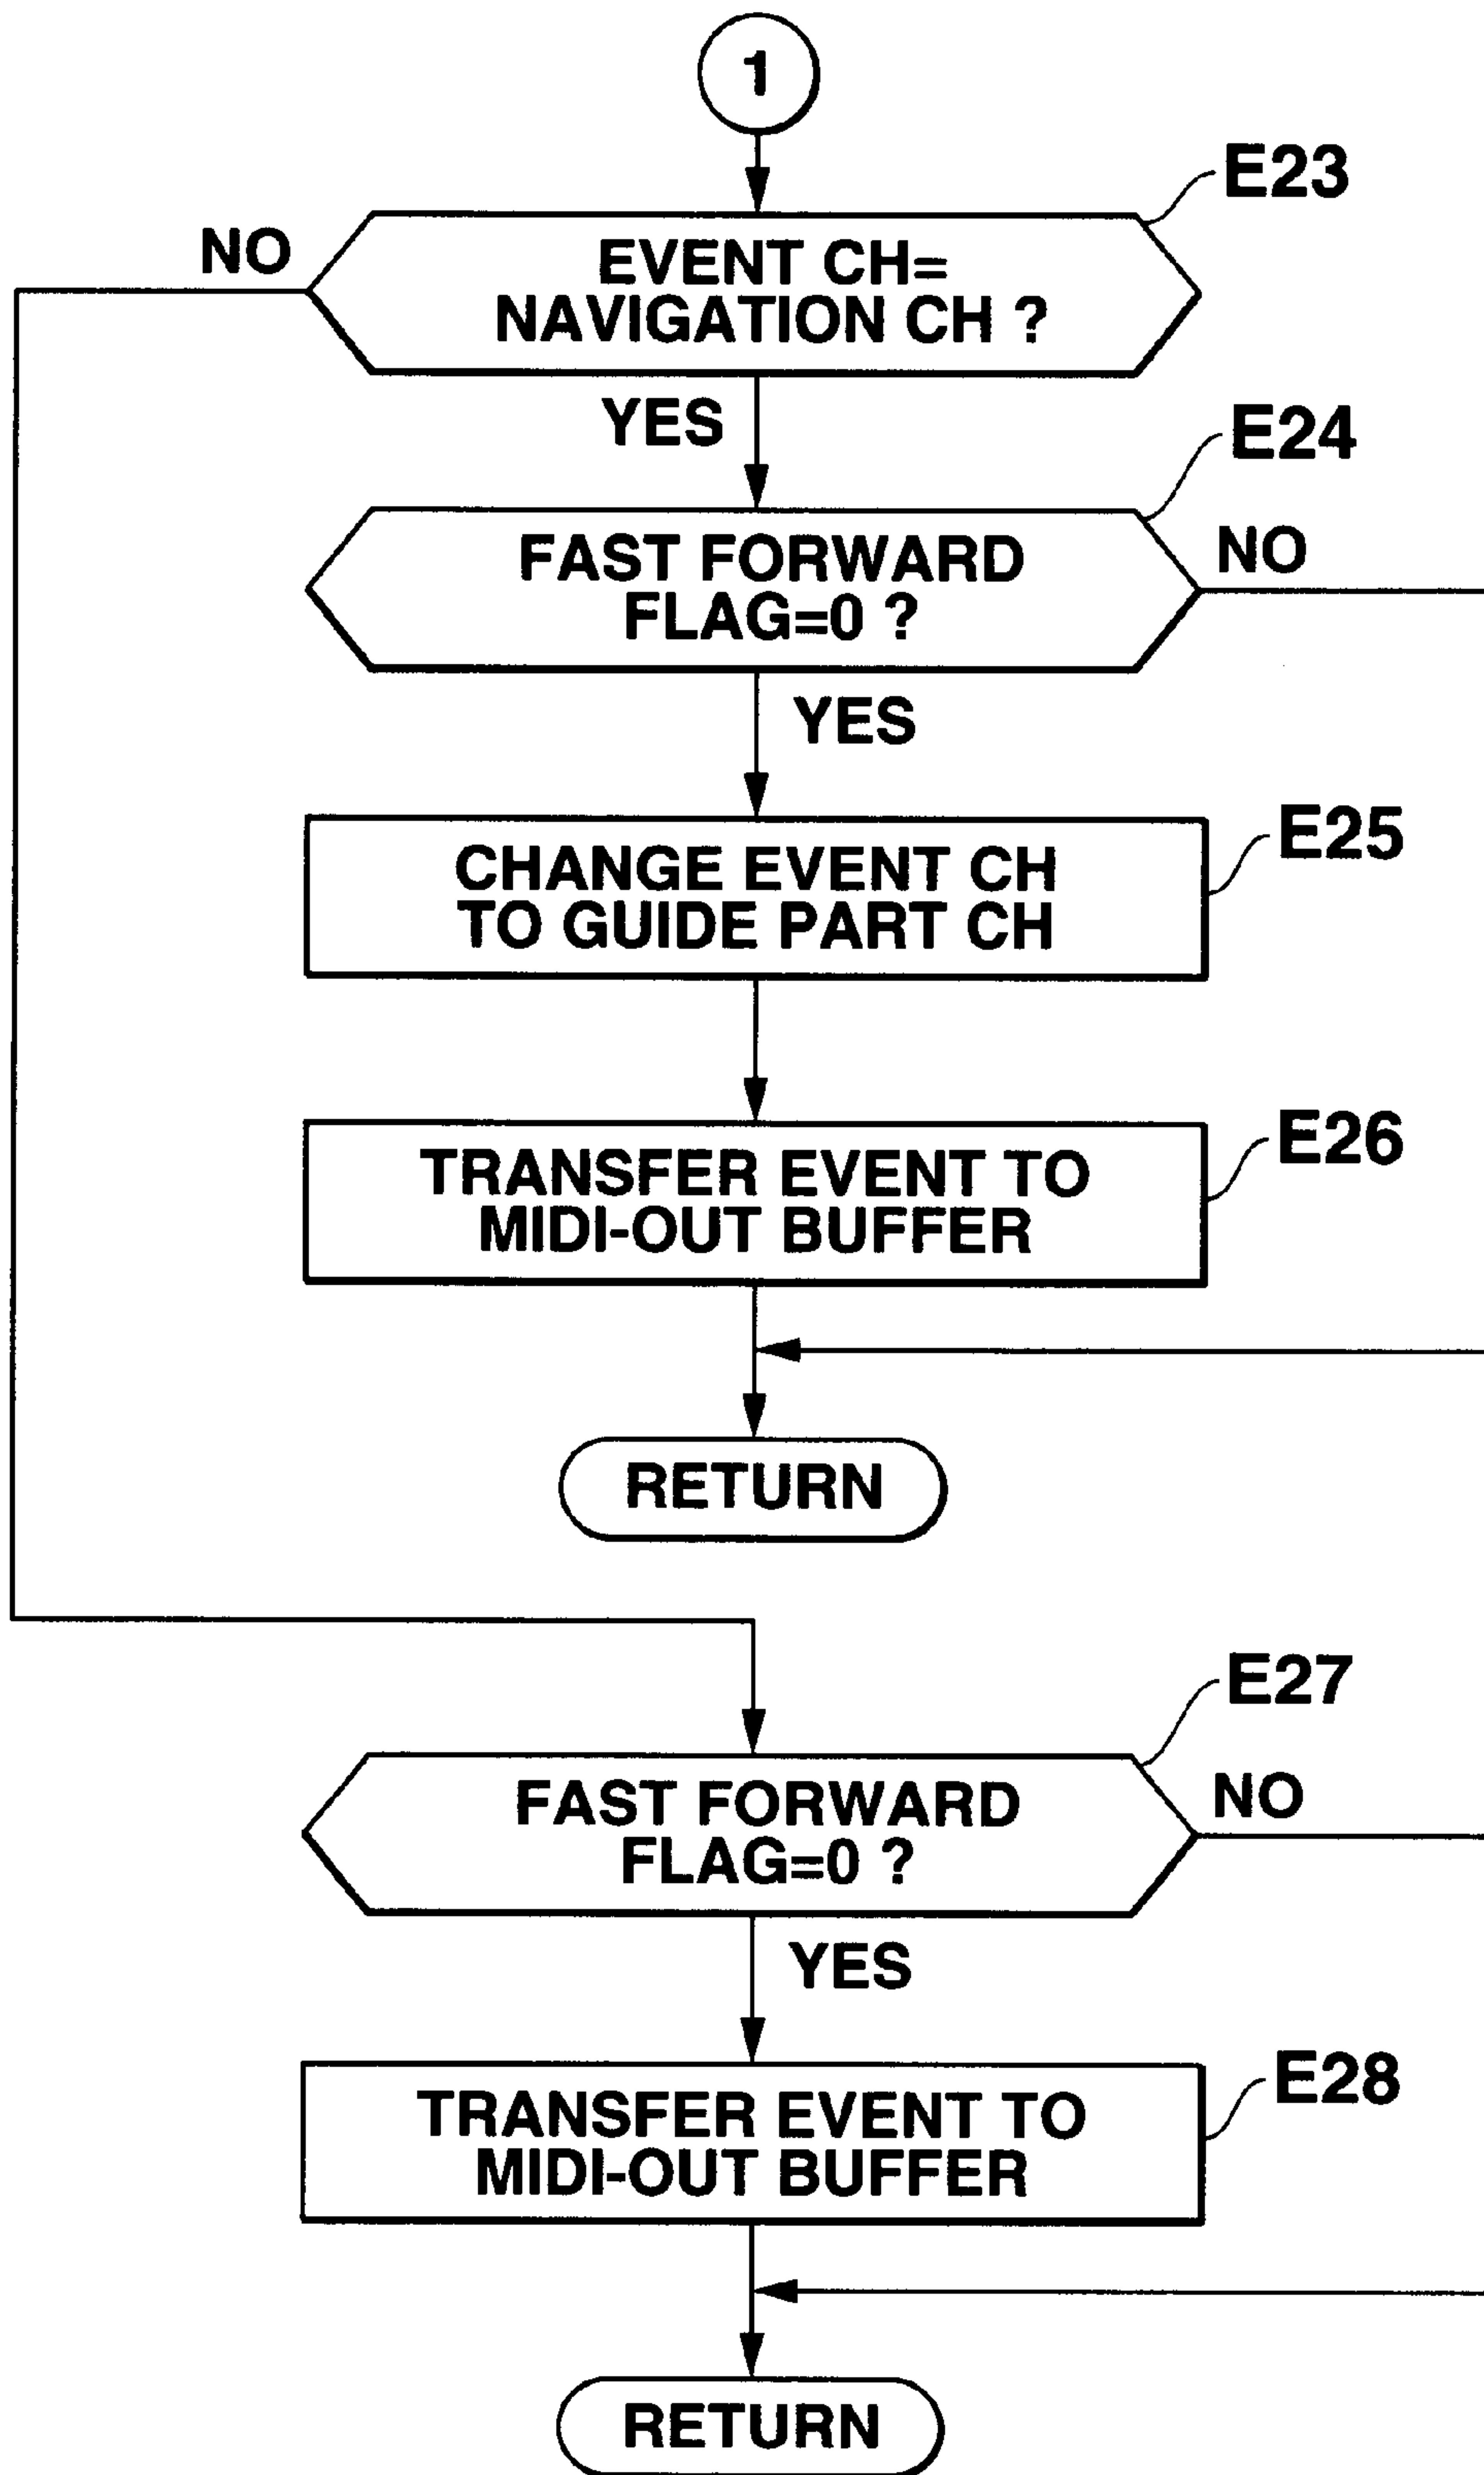 1
E23
NO
EVENT CH=
NAVIGATION CH ?
YES
E24
FAST FORWARD
FLAG=0 ?
NO
YES
E25
CHANGE EVENT CH
TO GUIDE PART CH
E26
TRANSFER EVENT TO
MIDI-OUT BUFFER
RETURN
E27
FAST FORWARD
FLAG=0 ?
NO
YES
E28
TRANSFER EVENT TO
MIDI-OUT BUFFER
RETURN